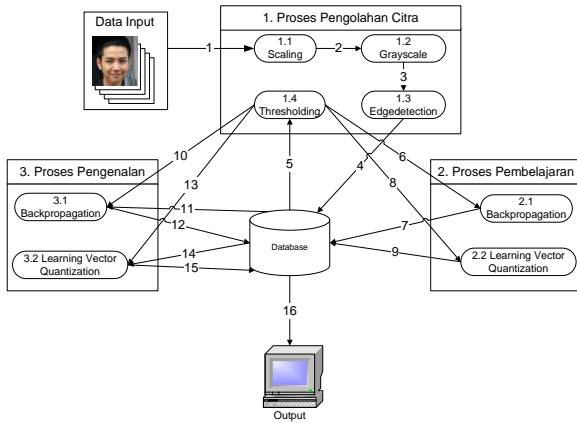 Data Input
1. Proses Pengolahan Citra
1
1.1
Scaling
2
1.2
Grayscale
3
1.4
Thresholding
1.3
Edgedetection
10
13
5
4
6
8
3. Proses Pengenalan
2. Proses Pembelajaran
3.1
Backpropagation
11
12
7
2.1
Backpropagation
Database
3.2 Learning Vector
Quantization
14
15
9
2.2 Learning Vector
Quantization
16
Output